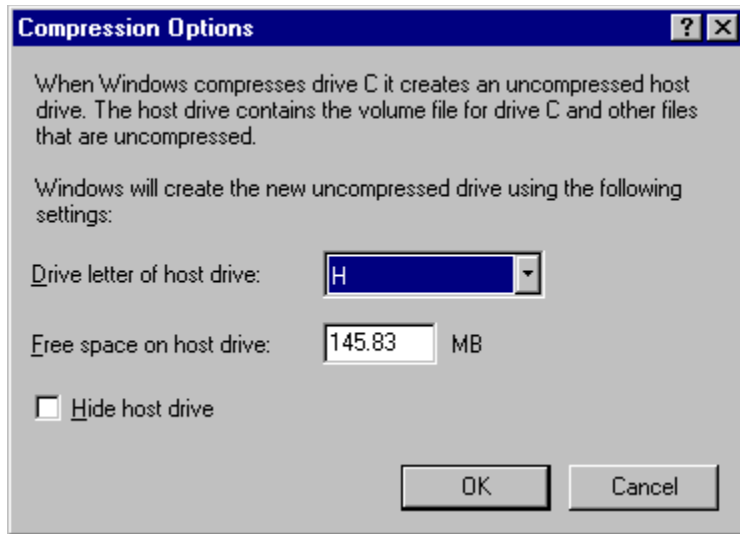 Compression Options
When Windows compresses drive C it creates an uncompressed host
drive. The host drive contains the volume file for drive C and other files
that are uncompressed.
Windows will create the new uncompressed drive using the following
settings:
Drive letter of host drive: H
Free space on host drive: 145.83 MB
Hide host drive
OK Cancel